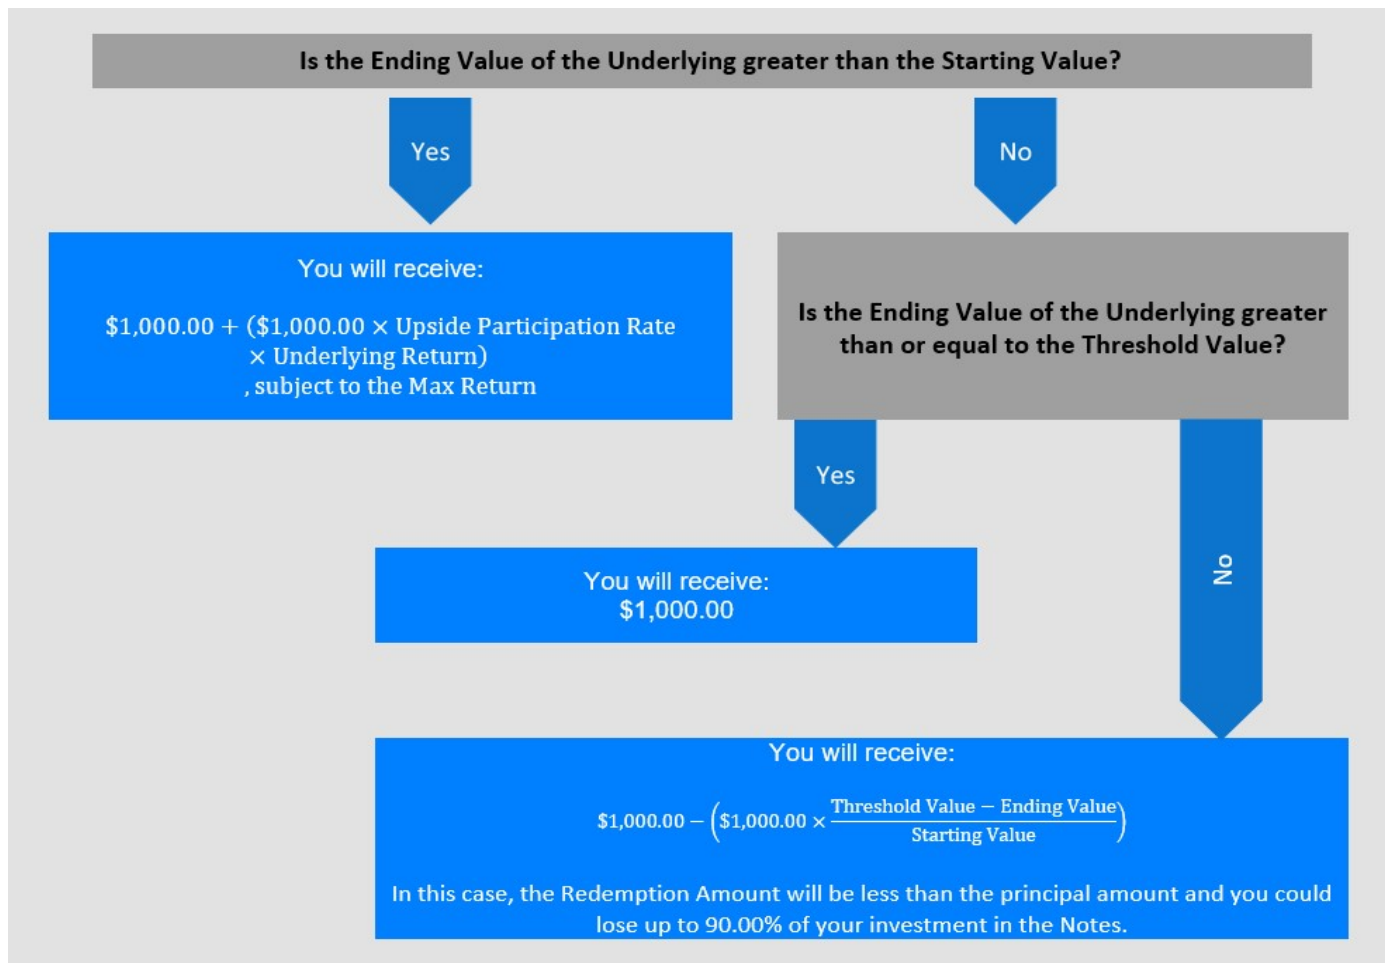 Is the Ending Value of the Underlying greater than the Starting Value?
Yes
No
You will receive:
$1,000.00 + ($1,000.00 × Upside Participation Rate
× Underlying Return)
, subject to the Max Return
Is the Ending Value of the Underlying greater
than or equal to the Threshold Value?
Yes
No
You will receive:
$1,000.00
You will receive:
$1,000.00 − ($1,000.00 × (Threshold Value − Ending Value) / Starting Value)
In this case, the Redemption Amount will be less than the principal amount and you could
lose up to 90.00% of your investment in the Notes.